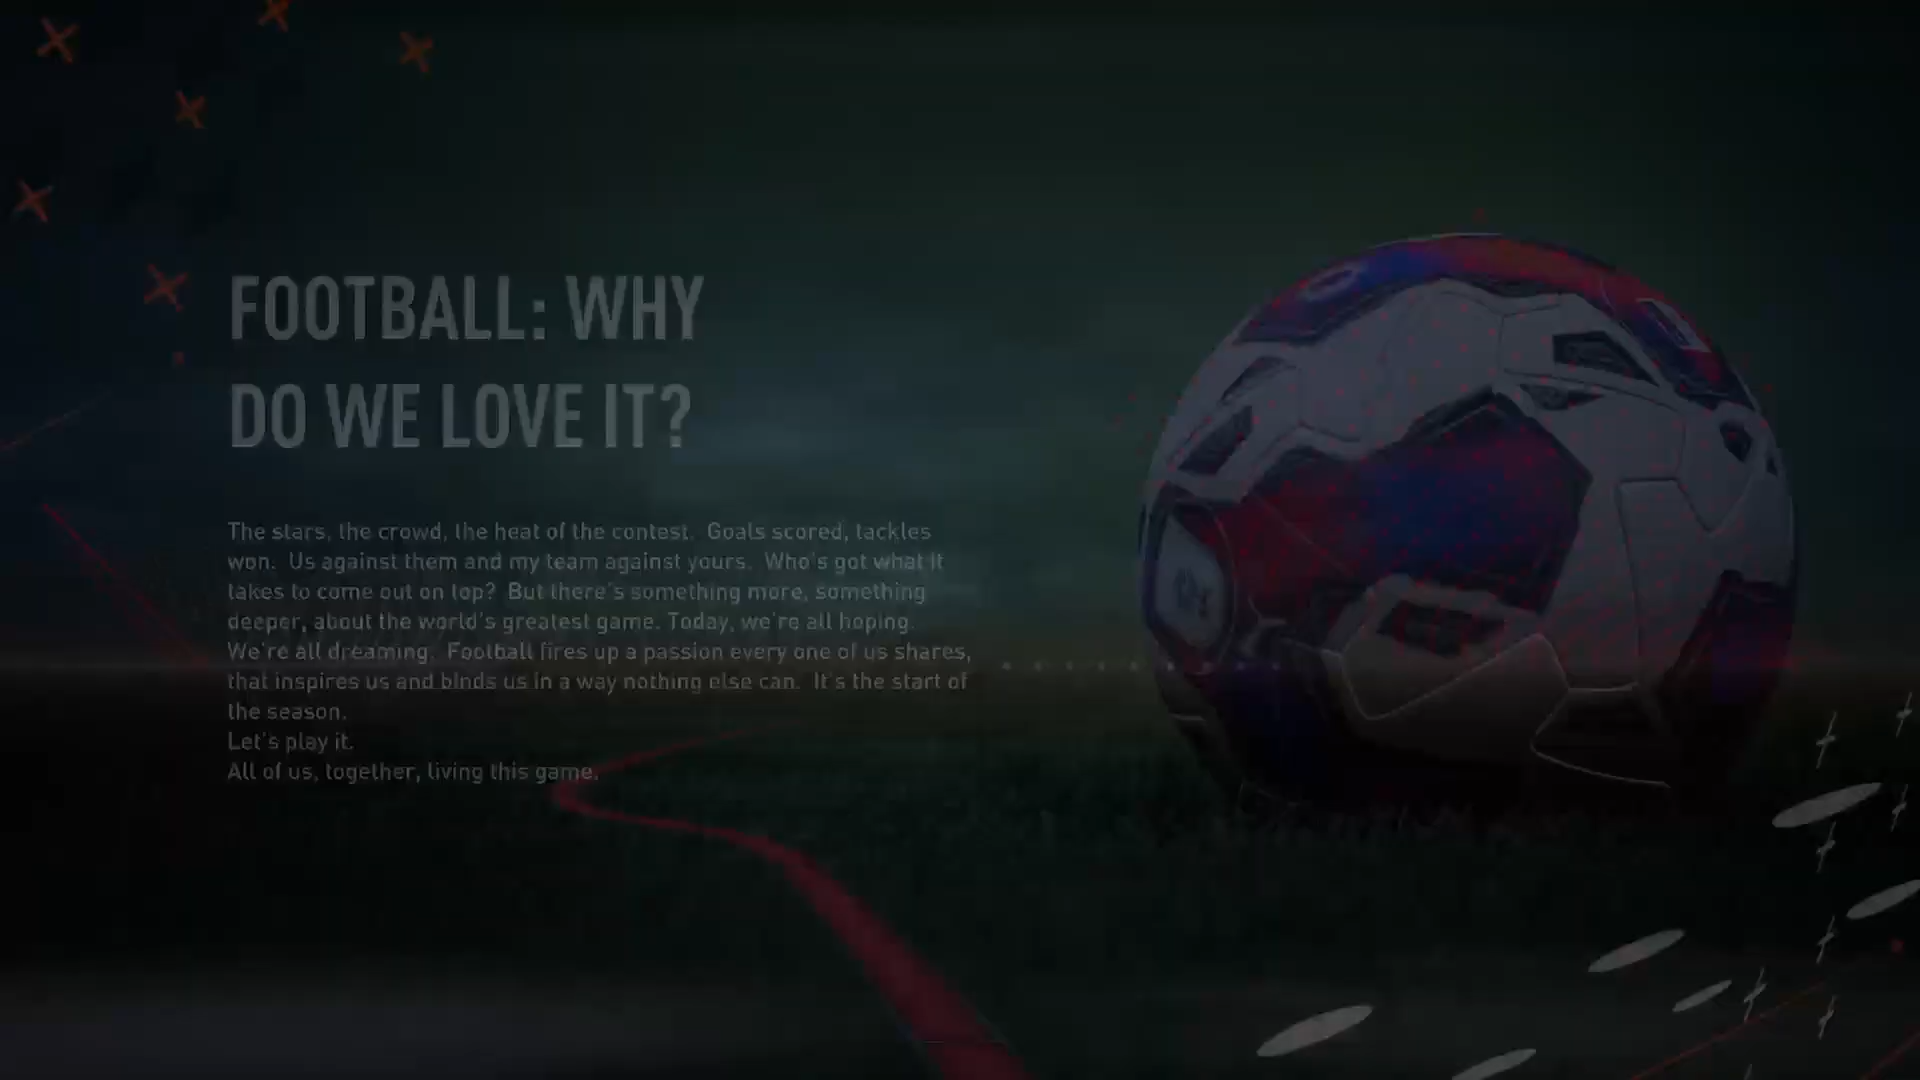 FOOTBALL: WHY
DO WE LOVE IT?
The stars, the crowd, the heat of the contest.  Goals scored, tackles
won.  Us against them and my team against yours.  Who's got what it
takes to come out on top?  But there's something more, something
deeper, about the world's greatest game. Today, we're all hoping.
We're all dreaming.  Football fires up a passion every one of us shares,
that inspires us and binds us in a way nothing else can.  It's the start of
the season.
Let's play it.
All of us, together, living this game.